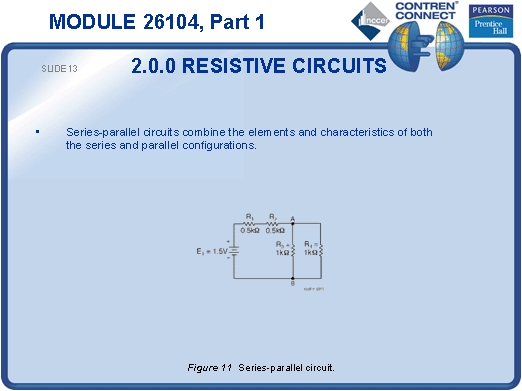 MODULE 26104, Part 1
nccer
CONTREN®
CONNECT
PEARSON
Prentice
Hall
SLIDE 13
2.0.0 RESISTIVE CIRCUITS
• Series-parallel circuits combine the elements and characteristics of both
the series and parallel configurations.
R1 R2 A
0.5kΩ 0.5kΩ
+
ET = 1.5V
R3 = R4 =
1kΩ 1kΩ
–
B
Figure 11 Series-parallel circuit.